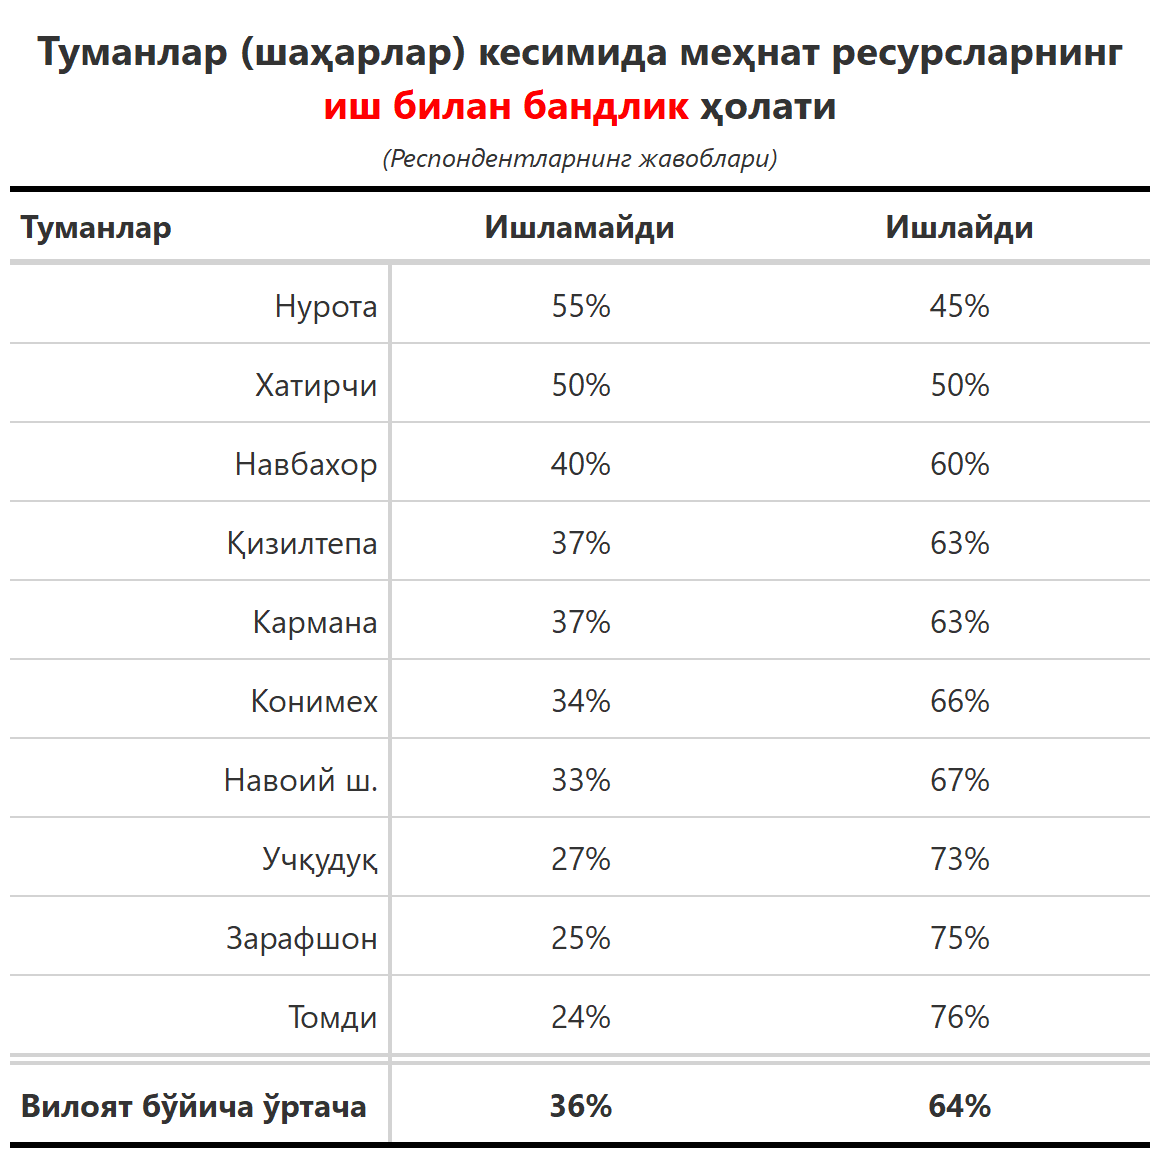 Туманлар (шаҳарлар) кесимида меҳнат ресурсларнинг
иш билан бандлик ҳолати
(Респондентларнинг жавоблари)
Туманлар Ишламайди Ишлайди
Нурота 55% 45%
Хатирчи 50% 50%
Навбахор 40% 60%
Қизилтепа 37% 63%
Кармана 37% 63%
Конимех 34% 66%
Навоий ш. 33% 67%
Учқудуқ 27% 73%
Зарафшон 25% 75%
Томди 24% 76%
Вилоят бўйича ўртача 36% 64%